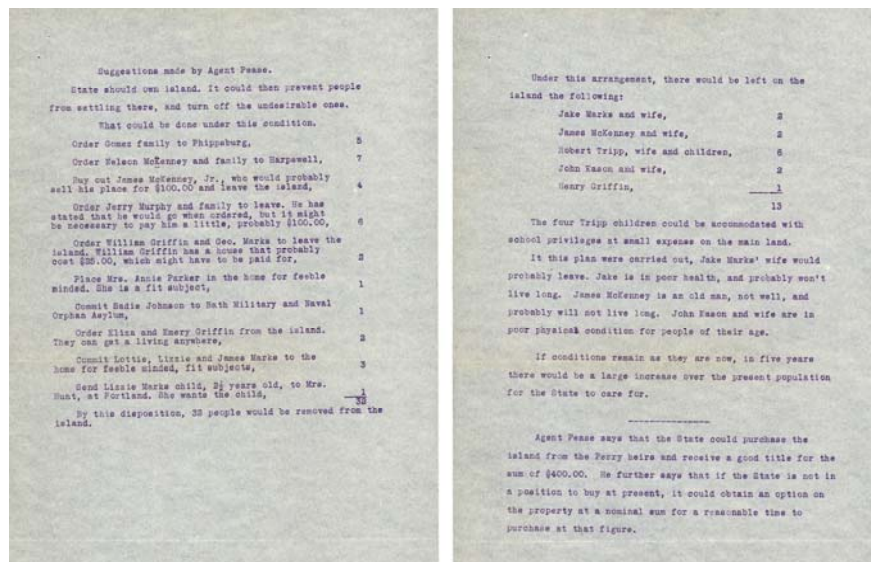 Suggestions made by Agent Pease.
State should own island. It could then prevent people
from settling there, and turn off the undesirable ones.
What could be done under this condition.
Order Gomez family to Phippsburg, 5
Order Nelson McKenney and family to Harpswell, 7
Buy out James McKenney, Jr., who would probably
sell his place for $100.00 and leave the island, 4
Order Jerry Murphy and family to leave. He has
stated that he would go when ordered, but it might
be necessary to pay him a little, probably $100.00, 6
Order William Griffin and Geo. Marks to leave the
island. William Griffin has a house that probably
cost $25.00, which might have to be paid for, 2
Place Mrs. Annie Parker in the home for feeble
minded. She is a fit subject, 1
Commit Sadie Johnson to Bath Military and Naval
Orphan Asylum, 1
Order Eliza and Emery Griffin from the island.
They can get a living anywhere, 2
Commit Lottie, Lizzie and James Marks to the
home for feeble minded, fit subjects, 3
Send Lizzie Marks child, 2½ years old, to Mrs.
Hunt, at Portland. She wants the child, 1
32
By this disposition, 32 people would be removed from the
island.
Under this arrangement, there would be left on the
island the following:
Jake Marks and wife, 2
James McKenney and wife, 2
Robert Tripp, wife and children, 6
John Eason and wife, 2
Henry Griffin, 1
13
The four Tripp children could be accommodated with
school privileges at small expense on the main land.
If this plan were carried out, Jake Marks' wife would
probably leave. Jake is in poor health, and probably won't
live long. James McKenney is an old man, not well, and
probably will not live long. John Eason and wife are in
poor physical condition for people of their age.
If conditions remain as they are now, in five years
there would be a large increase over the present population
for the State to care for.
Agent Pease says that the State could purchase the
island from the Perry heirs and receive a good title for the
sum of $400.00. He further says that if the State is not in
a position to buy at present, it could obtain an option on
the property at a nominal sum for a reasonable time to
purchase at that figure.